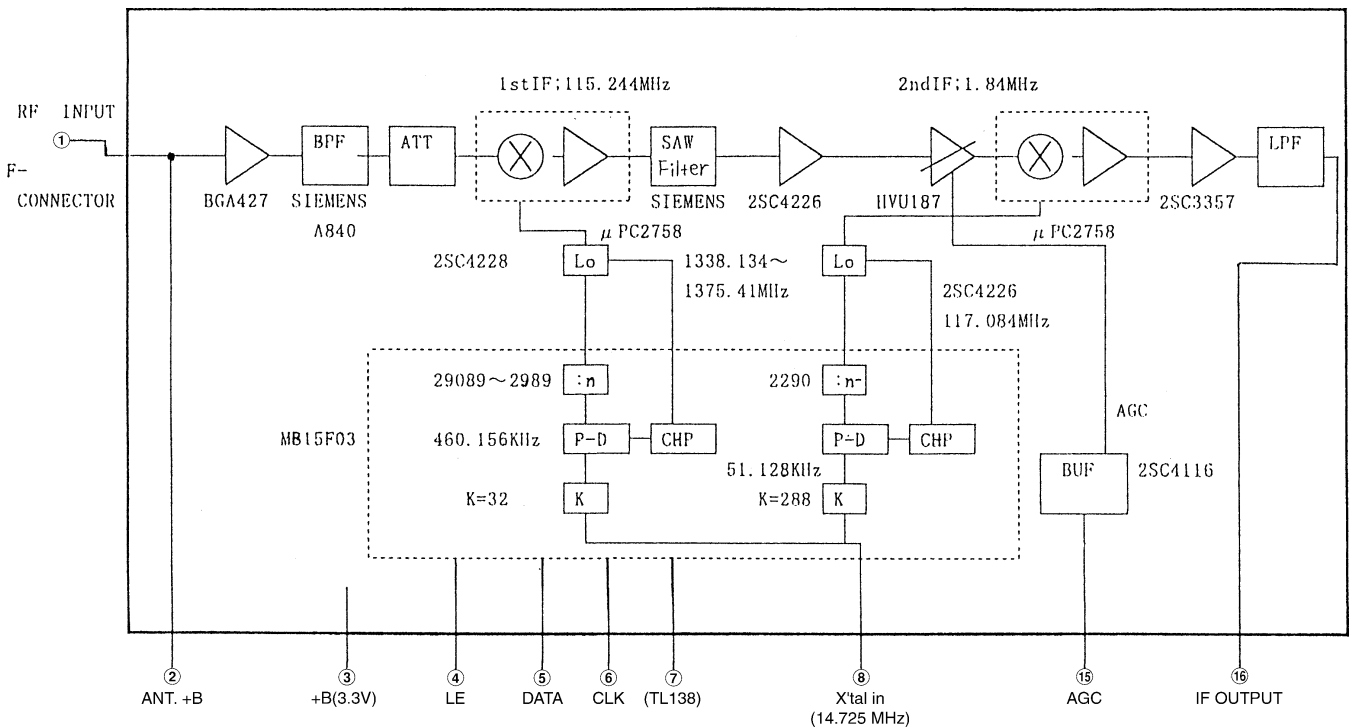 1stIF;115.244MHz
2ndIF;1.84MHz
RF INPUT
①
F-
CONNECTOR
BPF
ATT
SAW
Filter
LPF
BGA427
SIEMENS
A840
SIEMENS
2SC4226
HVU187
2SC3357
μPC2758
μPC2758
2SC4228
Lo
1338.134～
1375.41MHz
Lo
2SC4226
117.084MHz
29089～2989
:n
2290
:n-
AGC
MB15F03
460.156KHz
P-D
CHP
P-D
CHP
51.128KHz
BUF
2SC4116
K=32
K
K=288
K
②
③
④
⑤
⑥
⑦
⑧
⑮
⑯
ANT. +B
+B(3.3V)
LE
DATA
CLK
(TL138)
X'tal in
(14.725 MHz)
AGC
IF OUTPUT